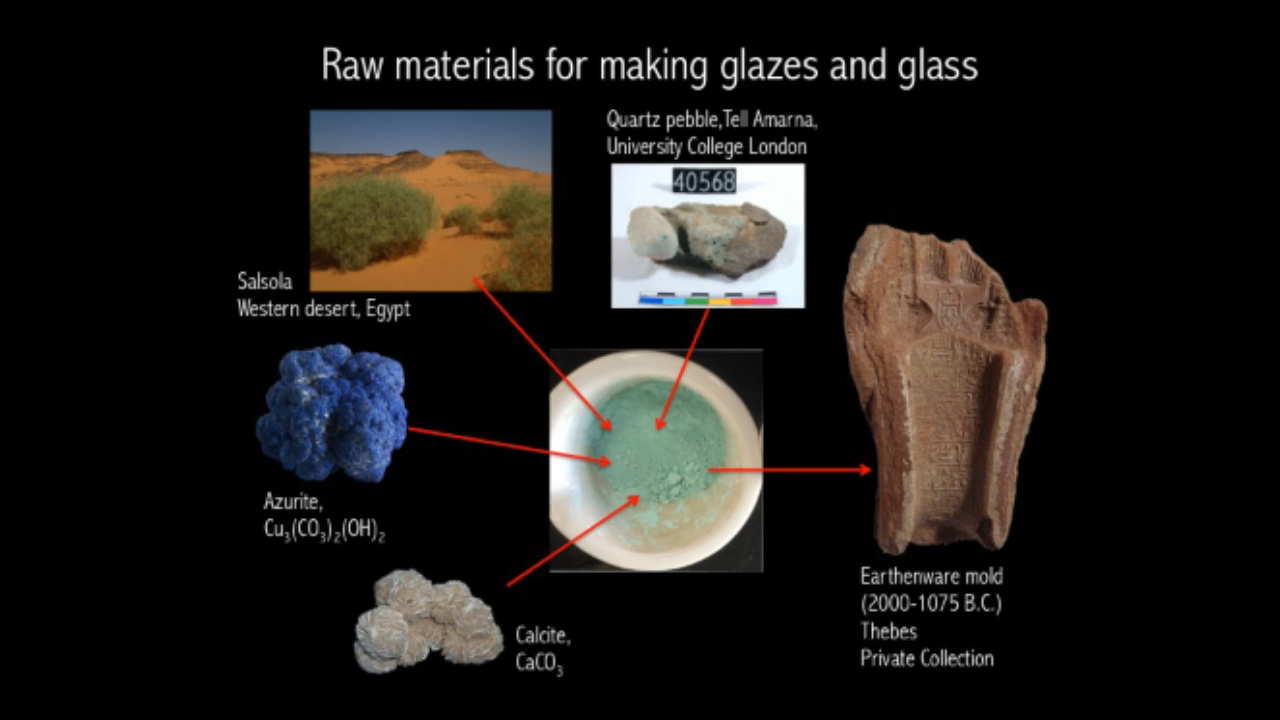 Raw materials for making glazes and glass
Quartz pebble,Tell Amarna,
University College London
40568
Salsola
Western desert, Egypt
Azurite,
Cu₃(CO₃)₂(OH)₂
Calcite,
CaCO₃
Earthenware mold
(2000-1075 B.C.)
Thebes
Private Collection